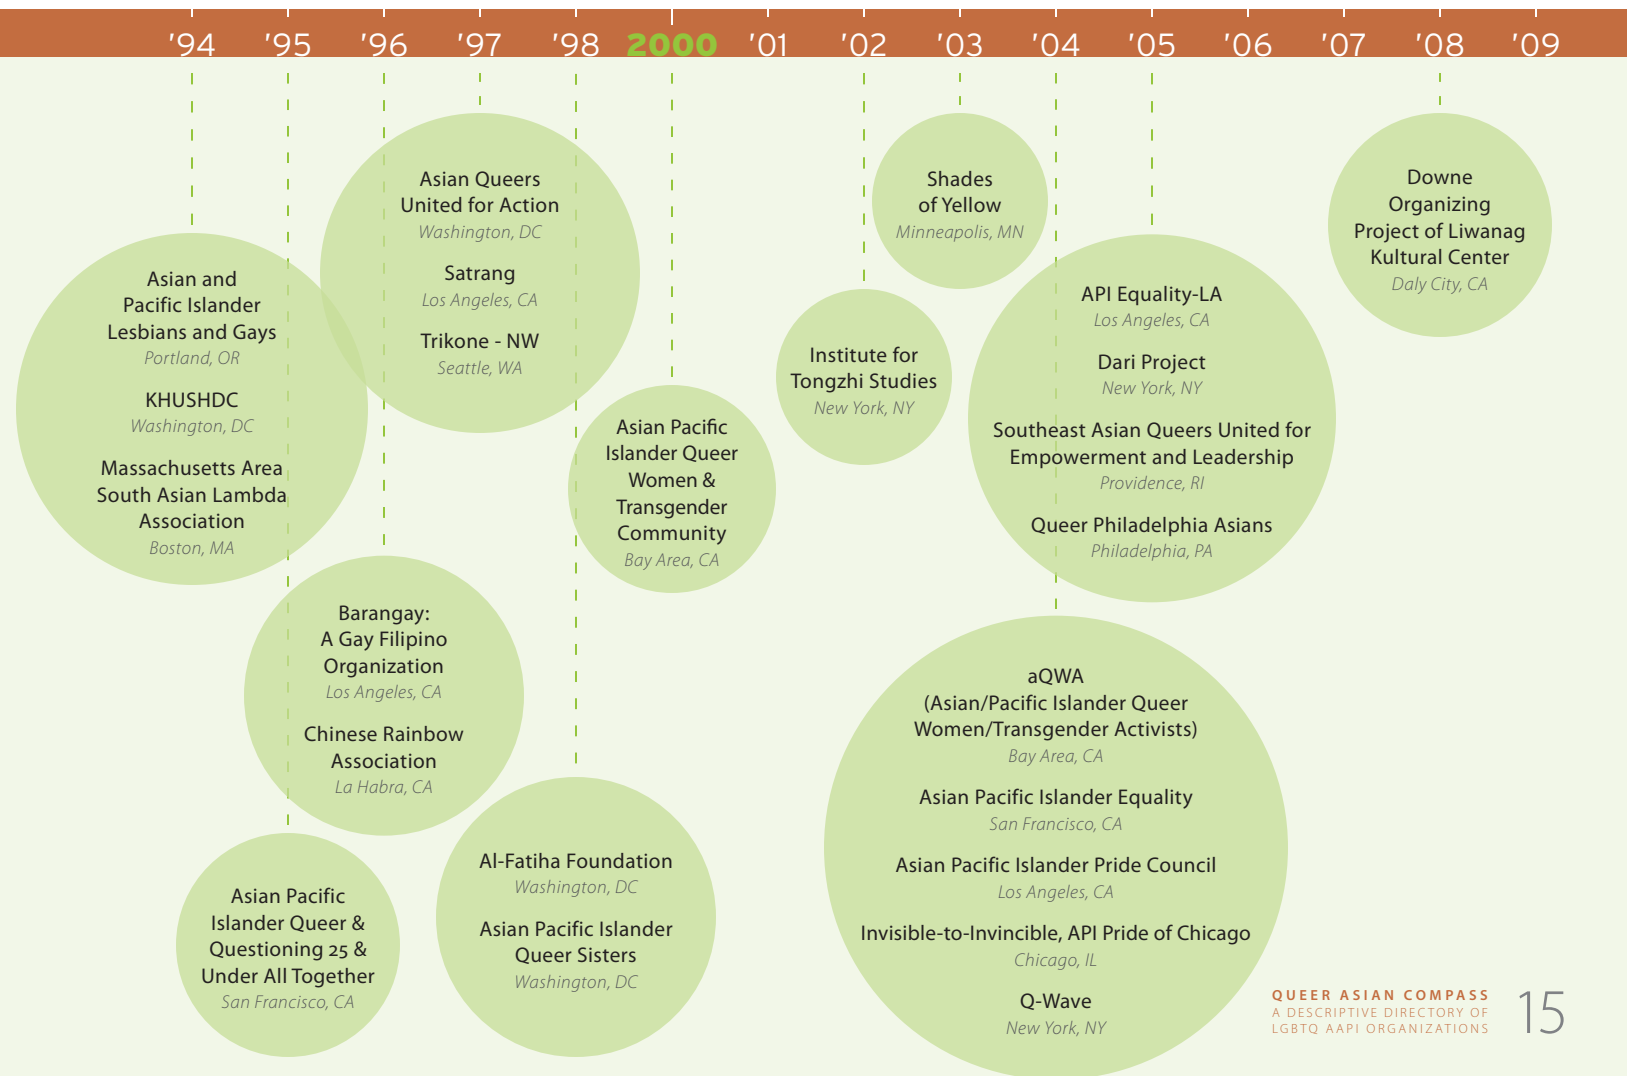 '94 '95 '96 '97 '98 2000 '01 '02 '03 '04 '05 '06 '07 '08 '09
Asian and
Pacific Islander
Lesbians and Gays
Portland, OR
KHUSHDC
Washington, DC
Massachusetts Area
South Asian Lambda
Association
Boston, MA
Asian Pacific
Islander Queer &
Questioning 25 &
Under All Together
San Francisco, CA
Barangay:
A Gay Filipino
Organization
Los Angeles, CA
Chinese Rainbow
Association
La Habra, CA
Asian Queers
United for Action
Washington, DC
Satrang
Los Angeles, CA
Trikone - NW
Seattle, WA
Al-Fatiha Foundation
Washington, DC
Asian Pacific Islander
Queer Sisters
Washington, DC
Asian Pacific
Islander Queer
Women &
Transgender
Community
Bay Area, CA
Institute for
Tongzhi Studies
New York, NY
Shades
of Yellow
Minneapolis, MN
aQWA
(Asian/Pacific Islander Queer
Women/Transgender Activists)
Bay Area, CA
Asian Pacific Islander Equality
San Francisco, CA
Asian Pacific Islander Pride Council
Los Angeles, CA
Invisible-to-Invincible, API Pride of Chicago
Chicago, IL
Q-Wave
New York, NY
API Equality-LA
Los Angeles, CA
Dari Project
New York, NY
Southeast Asian Queers United for
Empowerment and Leadership
Providence, RI
Queer Philadelphia Asians
Philadelphia, PA
Downe
Organizing
Project of Liwanag
Kultural Center
Daly City, CA
QUEER ASIAN COMPASS
A DESCRIPTIVE DIRECTORY OF
LGBTQ AAPI ORGANIZATIONS
15